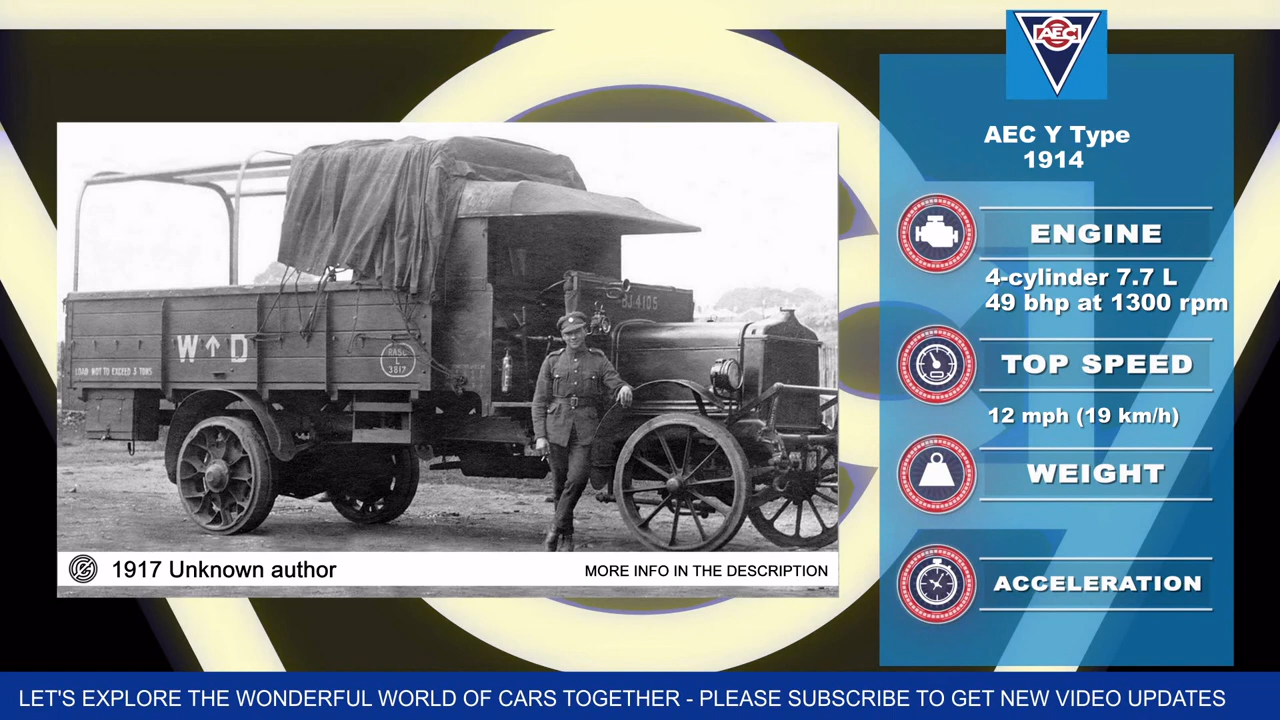 AEC
AEC Y Type
1914
ENGINE
4-cylinder 7.7 L
49 bhp at 1300 rpm
TOP SPEED
12 mph (19 km/h)
WEIGHT
ACCELERATION
BJ 4105
W↑D
LOAD NOT TO EXCEED 3 TONS
RASC
L
3817
1917 Unknown author
MORE INFO IN THE DESCRIPTION
LET'S EXPLORE THE WONDERFUL WORLD OF CARS TOGETHER - PLEASE SUBSCRIBE TO GET NEW VIDEO UPDATES